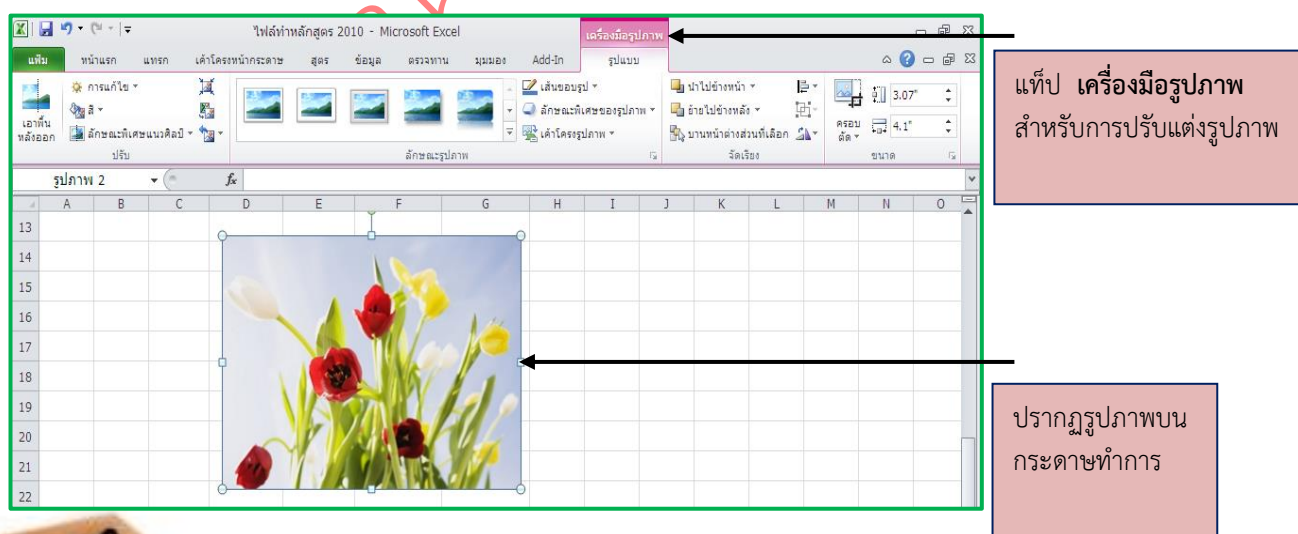 ไฟล์ทำหลักสูตร 2010 - Microsoft Excel
เครื่องมือรูปภาพ
แฟ้ม หน้าแรก แทรก เค้าโครงหน้ากระดาษ สูตร ข้อมูล ตรวจทาน มุมมอง Add-In รูปแบบ
เอาพื้นหลังออก
การแก้ไข
สี
ลักษณะพิเศษแนวศิลป์
ปรับ
ลักษณะรูปภาพ
เส้นขอบรูป
ลักษณะพิเศษของรูปภาพ
เค้าโครงรูปภาพ
นำไปข้างหน้า
ย้ายไปข้างหลัง
บานหน้าต่างส่วนที่เลือก
จัดเรียง
ครอบตัด
3.07"
4.1"
ขนาด
รูปภาพ 2 fx
A B C D E F G H I J K L M N O
13
14
15
16
17
18
19
20
21
22
แท็ป เครื่องมือรูปภาพ
สำหรับการปรับแต่งรูปภาพ
ปรากฏรูปภาพบน
กระดาษทำการ